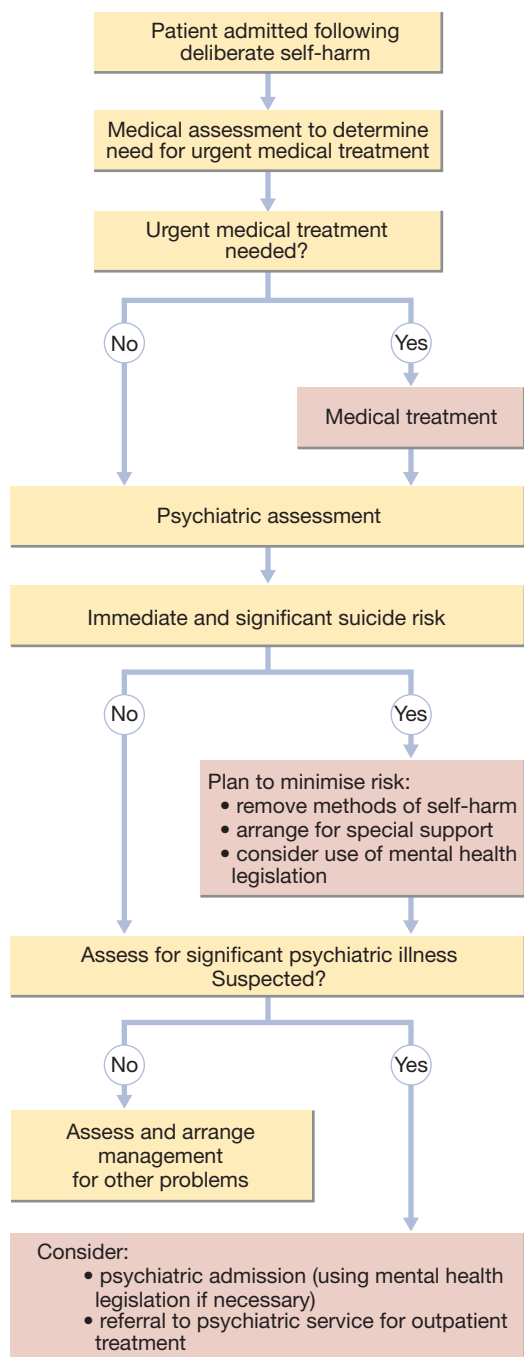 Patient admitted following
deliberate self-harm
Medical assessment to determine
need for urgent medical treatment
Urgent medical treatment
needed?
No
Yes
Medical treatment
Psychiatric assessment
Immediate and significant suicide risk
No
Yes
Plan to minimise risk:
• remove methods of self-harm
• arrange for special support
• consider use of mental health
legislation
Assess for significant psychiatric illness
Suspected?
No
Yes
Assess and arrange
management
for other problems
Consider:
• psychiatric admission (using mental health
legislation if necessary)
• referral to psychiatric service for outpatient
treatment